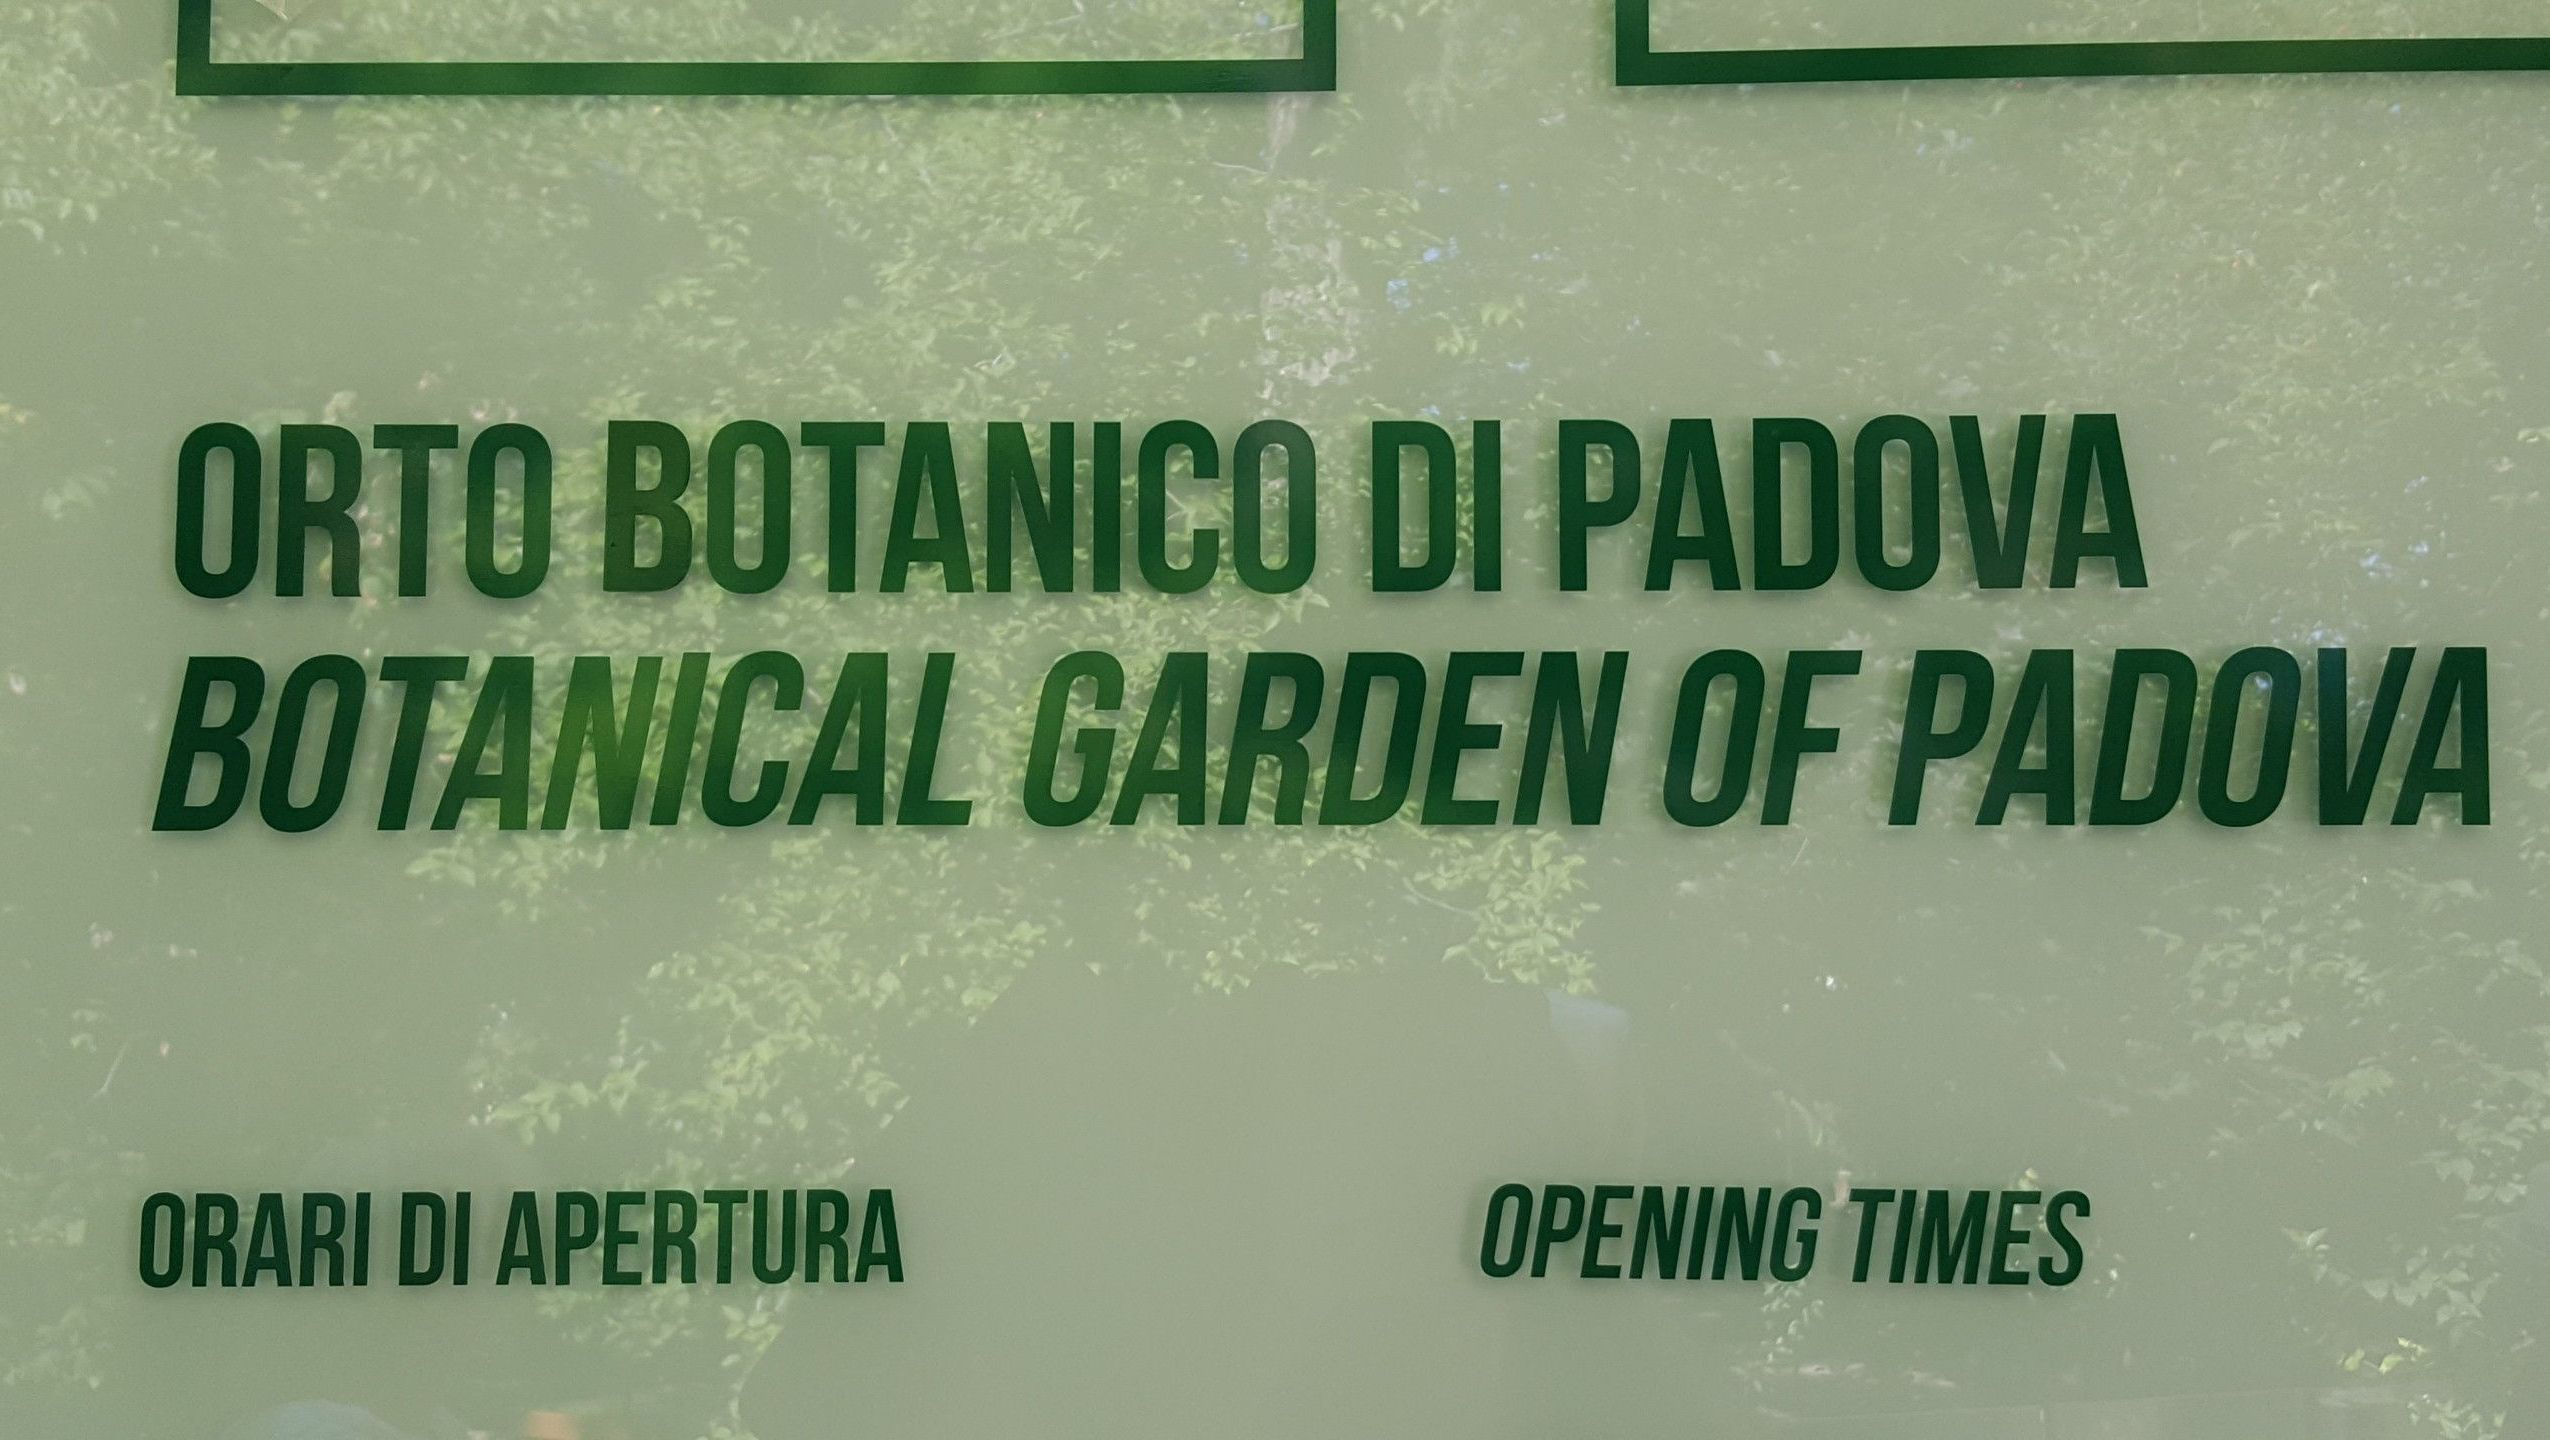 ORTO BOTANICO DI PADOVA
BOTANICAL GARDEN OF PADOVA
ORARI DI APERTURA
OPENING TIMES